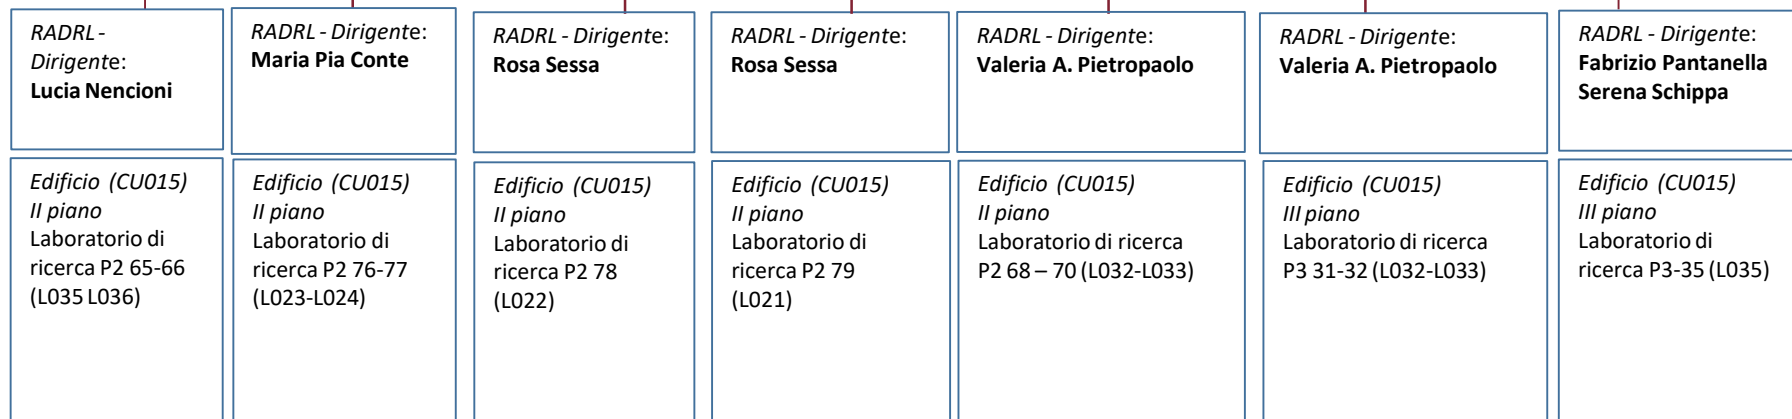 RADRL -
Dirigente:
Lucia Nencioni
RADRL - Dirigente:
Maria Pia Conte
RADRL - Dirigente:
Rosa Sessa
RADRL - Dirigente:
Rosa Sessa
RADRL - Dirigente:
Valeria A. Pietropaolo
RADRL - Dirigente:
Valeria A. Pietropaolo
RADRL - Dirigente:
Fabrizio Pantanella
Serena Schippa
Edificio (CU015)
II piano
Laboratorio di
ricerca P2 65-66
(L035 L036)
Edificio (CU015)
II piano
Laboratorio di
ricerca P2 76-77
(L023-L024)
Edificio (CU015)
II piano
Laboratorio di
ricerca P2 78
(L022)
Edificio (CU015)
II piano
Laboratorio di
ricerca P2 79
(L021)
Edificio (CU015)
II piano
Laboratorio di ricerca
P2 68 – 70 (L032-L033)
Edificio (CU015)
III piano
Laboratorio di ricerca
P3 31-32 (L032-L033)
Edificio (CU015)
III piano
Laboratorio di
ricerca P3-35 (L035)